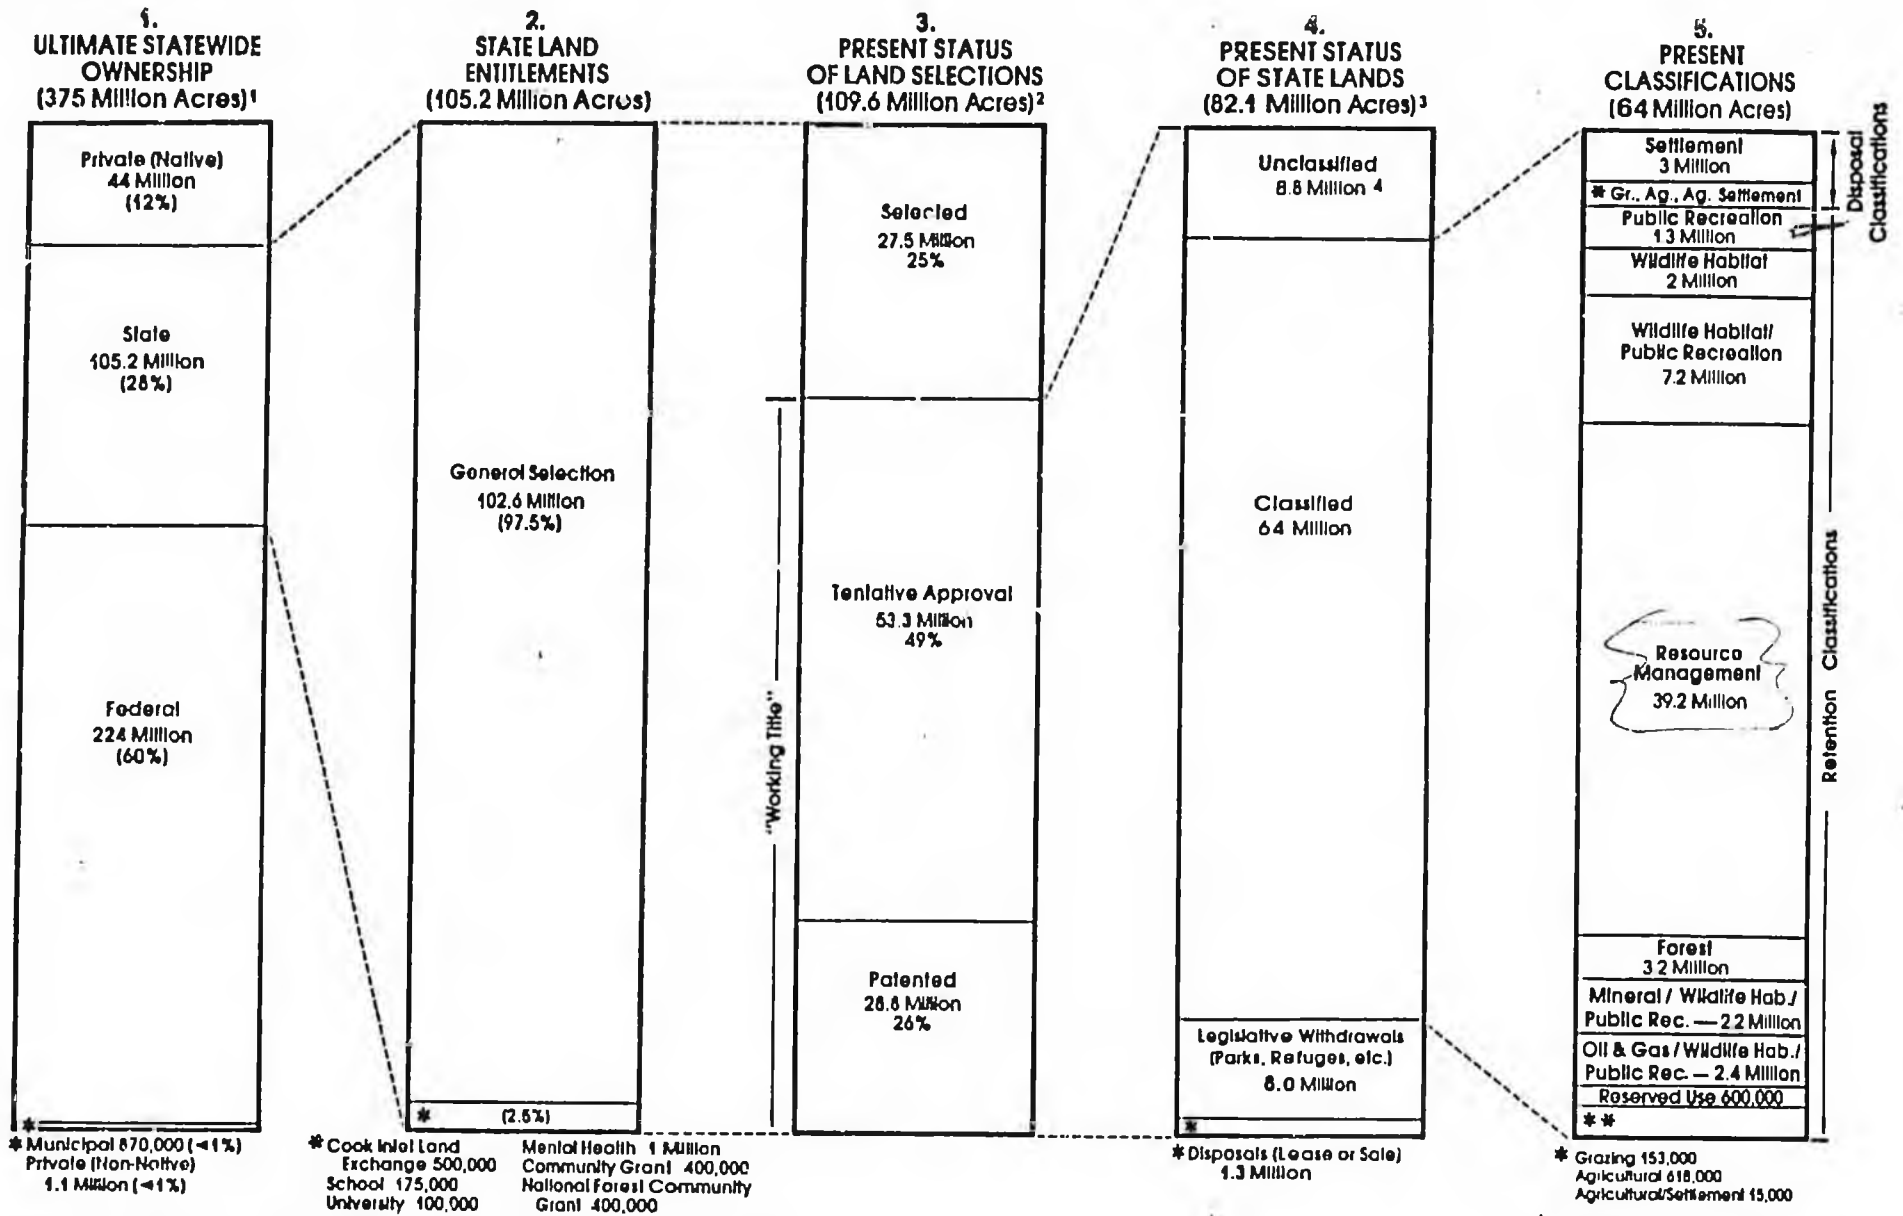 1.
ULTIMATE STATEWIDE
OWNERSHIP
(375 Million Acres)¹
Private (Native)
44 Million
(12%)
State
105.2 Million
(28%)
Federal
224 Million
(60%)
*
* Municipal 870,000 (<1%)
Private (Non-Native)
1.1 Million (<1%)
2.
STATE LAND
ENTITLEMENTS
(105.2 Million Acres)
General Selection
102.6 Million
(97.5%)
* (2.5%)
* Cook Inlet Land
Exchange 500,000
School 175,000
University 100,000
Mental Health 1 Million
Community Grant 400,000
National Forest Community
Grant 400,000
3.
PRESENT STATUS
OF LAND SELECTIONS
(109.6 Million Acres)²
Selected
27.5 Million
25%
"Working Title"
Tentative Approval
53.3 Million
49%
Patented
28.8 Million
26%
4.
PRESENT STATUS
OF STATE LANDS
(82.1 Million Acres)³
Unclassified
8.8 Million ⁴
Classified
64 Million
Legislative Withdrawals
(Parks, Refuges, etc.)
8.0 Million
*
* Disposals (Lease or Sale)
1.3 Million
5.
PRESENT
CLASSIFICATIONS
(64 Million Acres)
Settlement
3 Million
* Gr., Ag., Ag. Settlement
Public Recreation
1.3 Million
Wildlife Habitat
2 Million
Wildlife Habitat/
Public Recreation
7.2 Million
Resource
Management
39.2 Million
Forest
3.2 Million
Mineral / Wildlife Hab./
Public Rec. — 2.2 Million
Oil & Gas / Wildlife Hab./
Public Rec. — 2.4 Million
Reserved Use 600,000
* *
Disposal
Classifications
Retention Classifications
* Grazing 153,000
Agricultural 618,000
Agricultural/Settlement 15,000